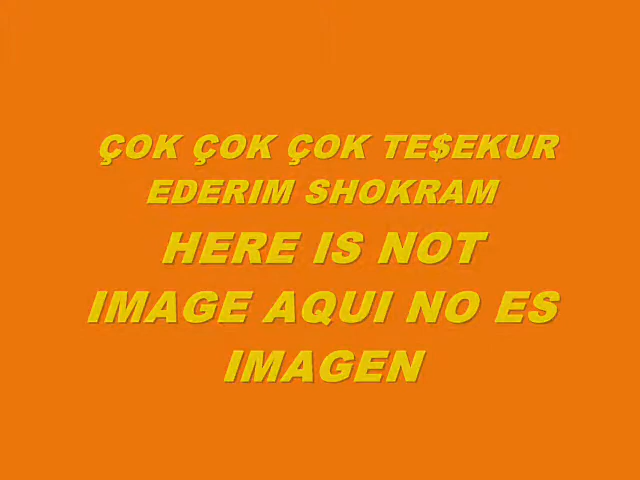 ÇOK ÇOK ÇOK TE$EKUR
EDERIM SHOKRAM
HERE IS NOT
IMAGE AQUI NO ES
IMAGEN